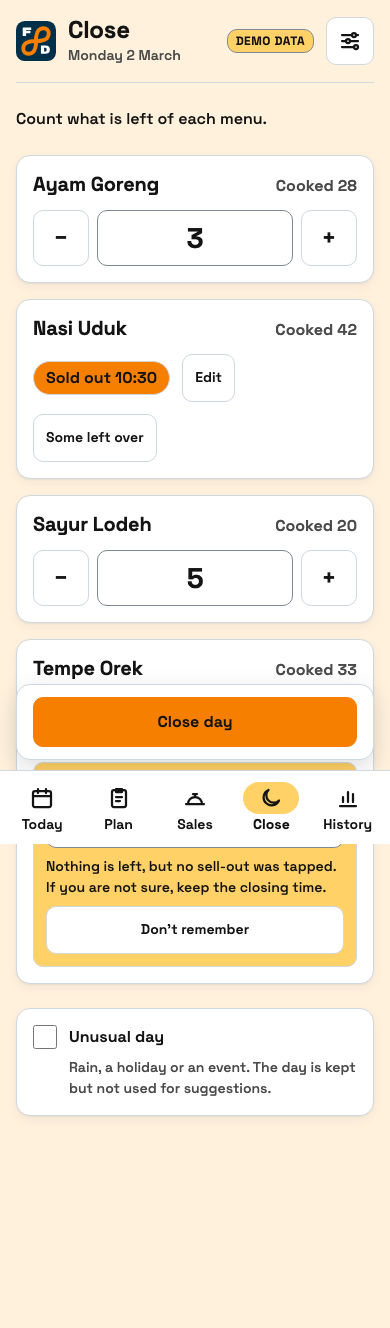 F
D
Close
Monday 2 March
DEMO DATA
Count what is left of each menu.
Ayam Goreng
Cooked 28
−
3
+
Nasi Uduk
Cooked 42
Sold out 10:30
Edit
Some left over
Sayur Lodeh
Cooked 20
−
5
+
Tempe Orek
Cooked 33
Close day
Today
Plan
Sales
Close
History
Nothing is left, but no sell-out was tapped.
If you are not sure, keep the closing time.
Don't remember
Unusual day
Rain, a holiday or an event. The day is kept
but not used for suggestions.